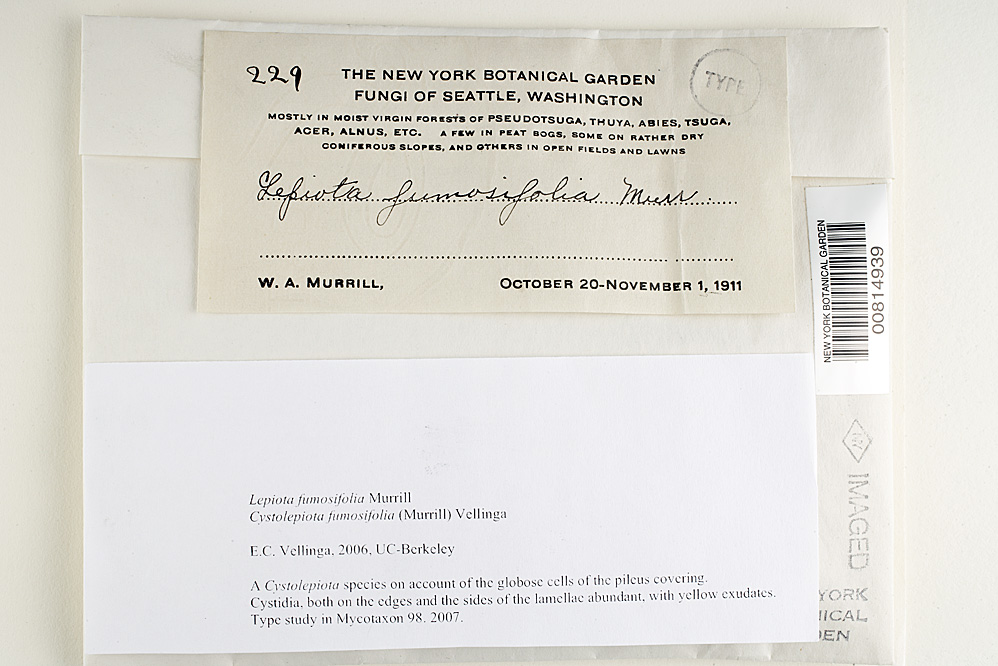 229
TYPE
THE NEW YORK BOTANICAL GARDEN
FUNGI OF SEATTLE, WASHINGTON
MOSTLY IN MOIST VIRGIN FORESTS OF PSEUDOTSUGA, THUYA, ABIES, TSUGA,
ACER, ALNUS, ETC. A FEW IN PEAT BOGS, SOME ON RATHER DRY
CONIFEROUS SLOPES, AND OTHERS IN OPEN FIELDS AND LAWNS
Lepiota fumosifolia Murr.
W. A. MURRILL, OCTOBER 20-NOVEMBER 1, 1911
NEW YORK BOTANICAL GARDEN
00814939
Lepiota fumosifolia Murrill
Cystolepiota fumosifolia (Murrill) Vellinga
E.C. Vellinga, 2006, UC-Berkeley
A Cystolepiota species on account of the globose cells of the pileus covering.
Cystidia, both on the edges and the sides of the lamellae abundant, with yellow exudates.
Type study in Mycotaxon 98. 2007.
IMAGED
YORK
ICAL
DEN